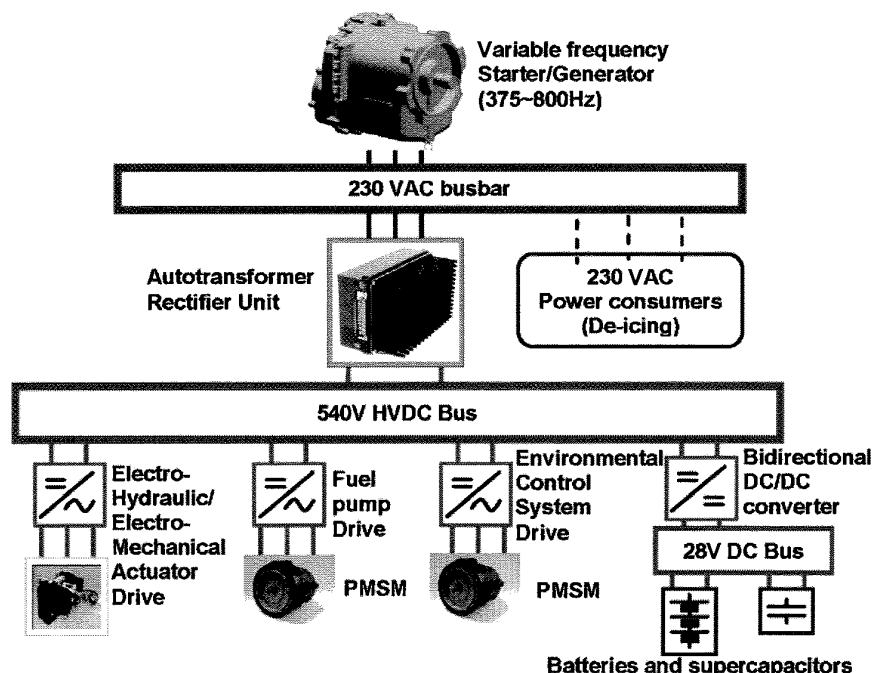 Variable frequency
Starter/Generator
(375~800Hz)
230 VAC busbar
Autotransformer
Rectifier Unit
230 VAC
Power consumers
(De-icing)
540V HVDC Bus
Electro-
Hydraulic/
Electro-
Mechanical
Actuator
Drive
Fuel
pump
Drive
PMSM
Environmental
Control
System
Drive
PMSM
Bidirectional
DC/DC
converter
28V DC Bus
Batteries and supercapacitors